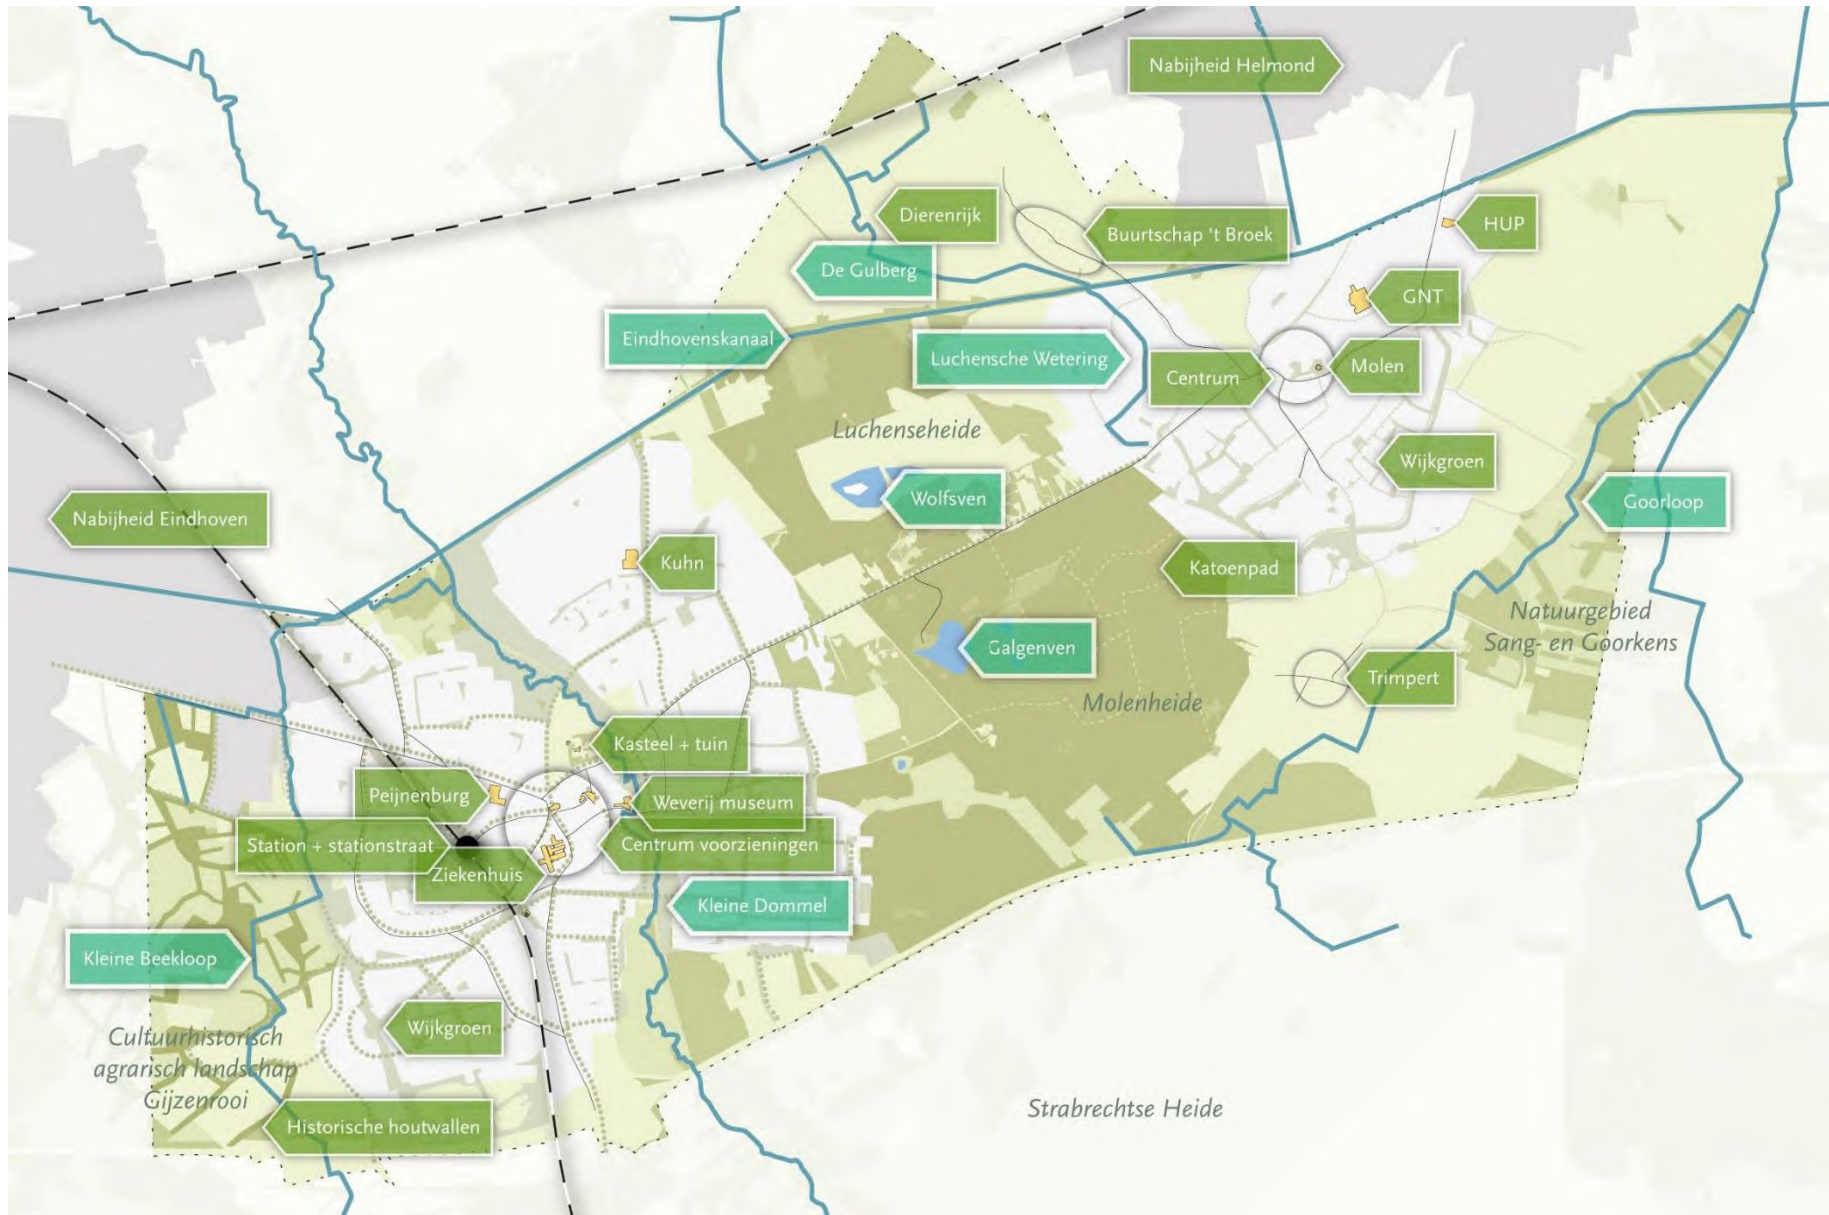 Nabijheid Helmond
Dierenrijk
HUP
Buurtschap ‘t Broek
De Gulberg
GNT
Eindhovenskanaal
Luchensche Wetering
Centrum
Molen
Luchenseheide
Wijkgroen
Wolfsven
Goorloop
Nabijheid Eindhoven
Kuhn
Katoenpad
Natuurgebied
Sang- en Goorkens
Galgenven
Trimpert
Molenheide
Kasteel + tuin
Peijnenburg
Weverij museum
Station + stationstraat
Centrum voorzieningen
Ziekenhuis
Kleine Dommel
Kleine Beekloop
Wijkgroen
Cultuurhistorisch
agrarisch landschap
Gijzenrooi
Strabrechtse Heide
Historische houtwallen